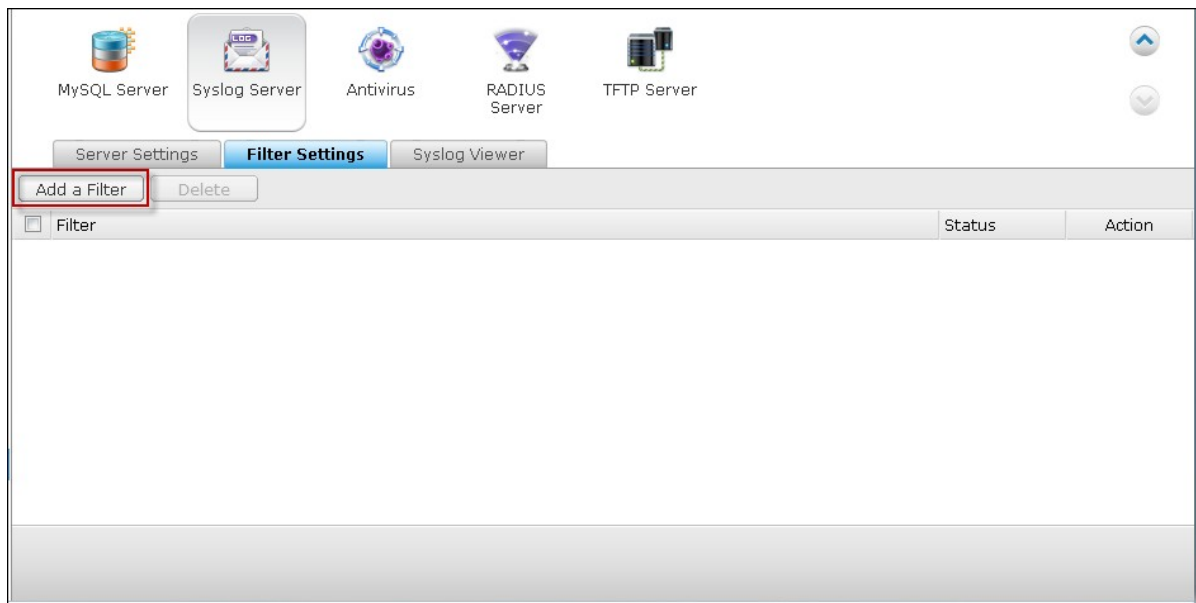 LOG
MySQL Server
Syslog Server
Antivirus
RADIUS
Server
TFTP Server
Server Settings
Filter Settings
Syslog Viewer
Add a Filter
Delete
Filter
Status
Action